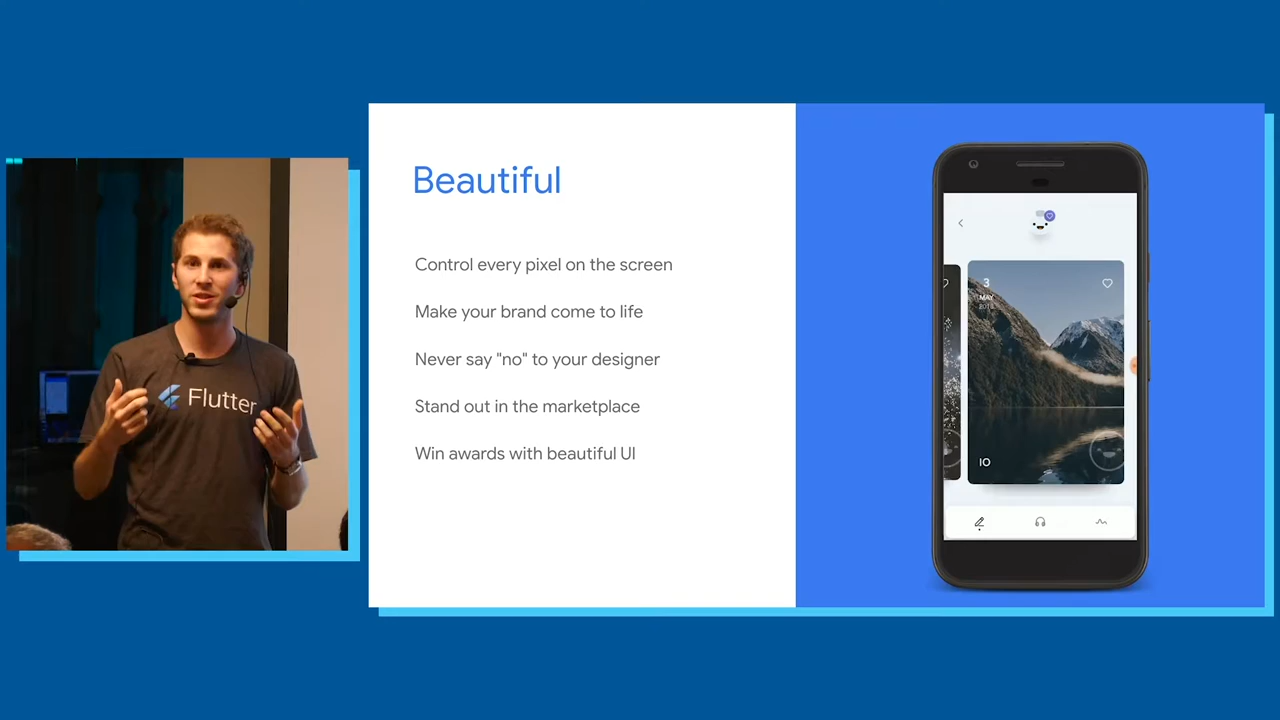 Flutter
Beautiful
Control every pixel on the screen
Make your brand come to life
Never say "no" to your designer
Stand out in the marketplace
Win awards with beautiful UI
3
MAY
IO